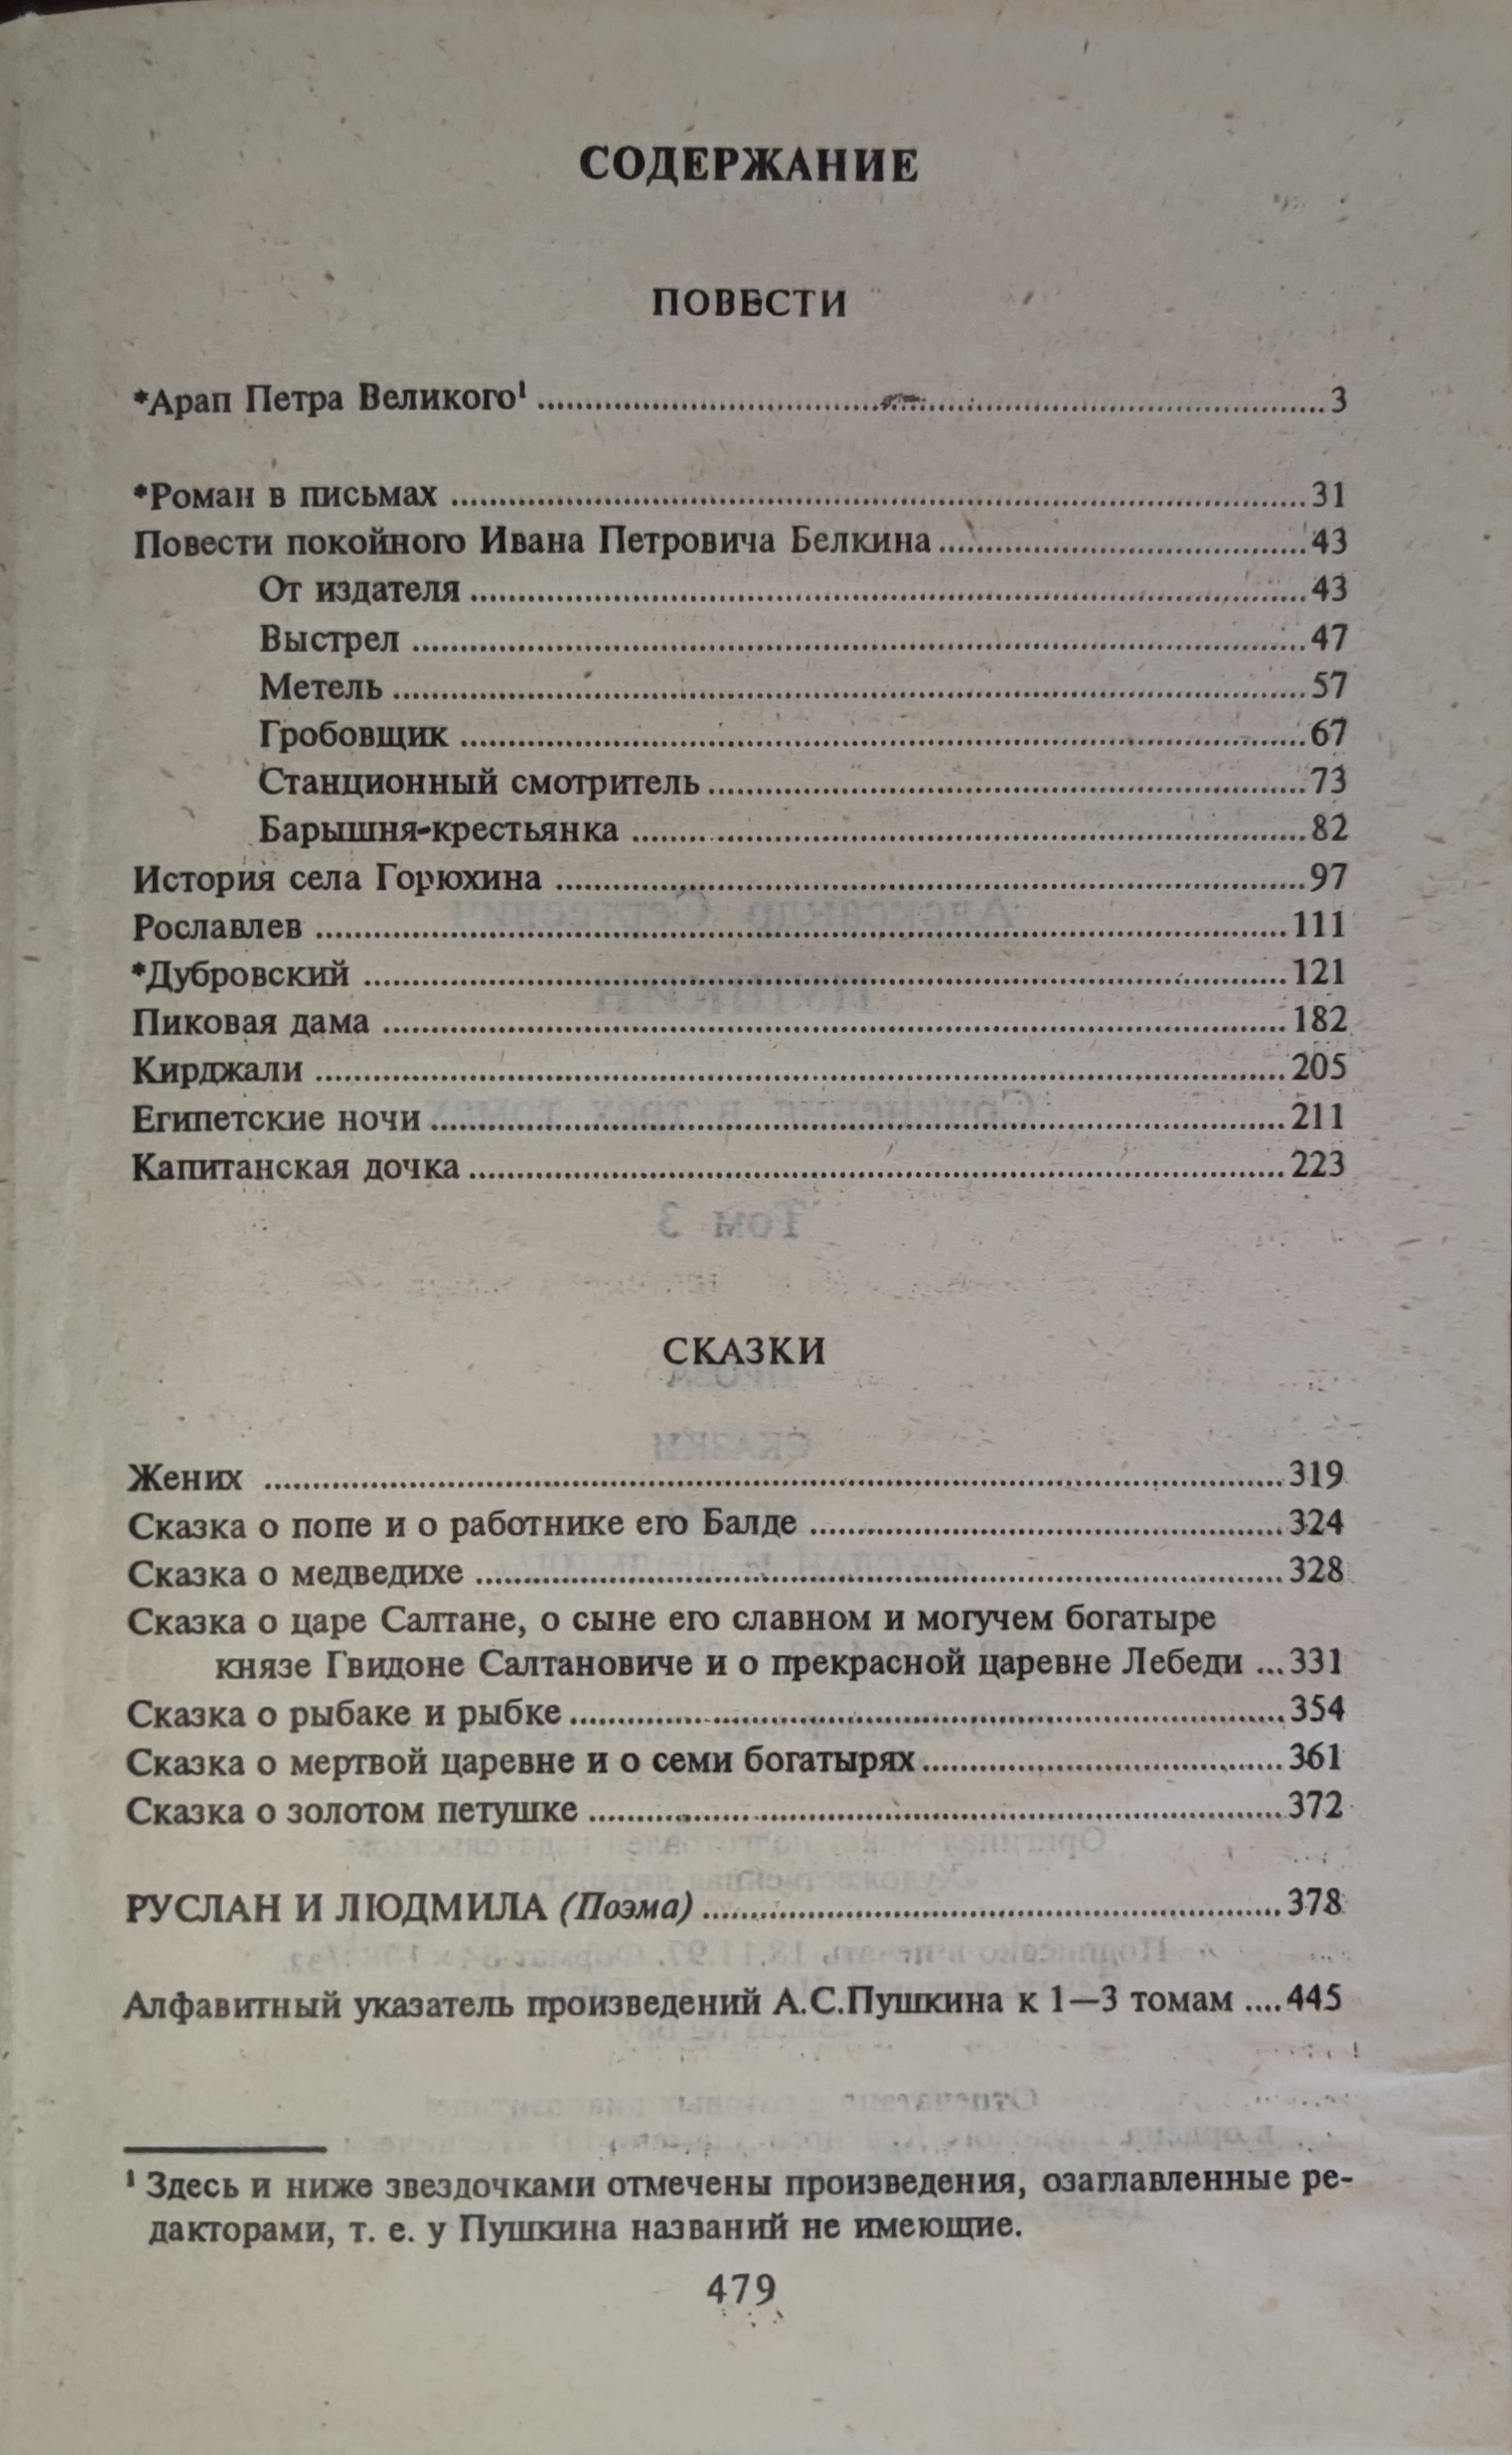 СОДЕРЖАНИЕ
ПОВЕСТИ
*Арап Петра Великого¹ ........ 3
*Роман в письмах ........ 31
Повести покойного Ивана Петровича Белкина ........ 43
От издателя ........ 43
Выстрел ........ 47
Метель ........ 57
Гробовщик ........ 67
Станционный смотритель ........ 73
Барышня-крестьянка ........ 82
История села Горюхина ........ 97
Рославлев ........ 111
*Дубровский ........ 121
Пиковая дама ........ 182
Кирджали ........ 205
Египетские ночи ........ 211
Капитанская дочка ........ 223
СКАЗКИ
Жених ........ 319
Сказка о попе и о работнике его Балде ........ 324
Сказка о медведихе ........ 328
Сказка о царе Салтане, о сыне его славном и могучем богатыре
князе Гвидоне Салтановиче и о прекрасной царевне Лебеди ...331
Сказка о рыбаке и рыбке ........ 354
Сказка о мертвой царевне и о семи богатырях ........ 361
Сказка о золотом петушке ........ 372
РУСЛАН И ЛЮДМИЛА (Поэма) ........ 378
Алфавитный указатель произведений А.С.Пушкина к 1—3 томам ....445
¹ Здесь и ниже звездочками отмечены произведения, озаглавленные ре-
дакторами, т. е. у Пушкина названий не имеющие.
479